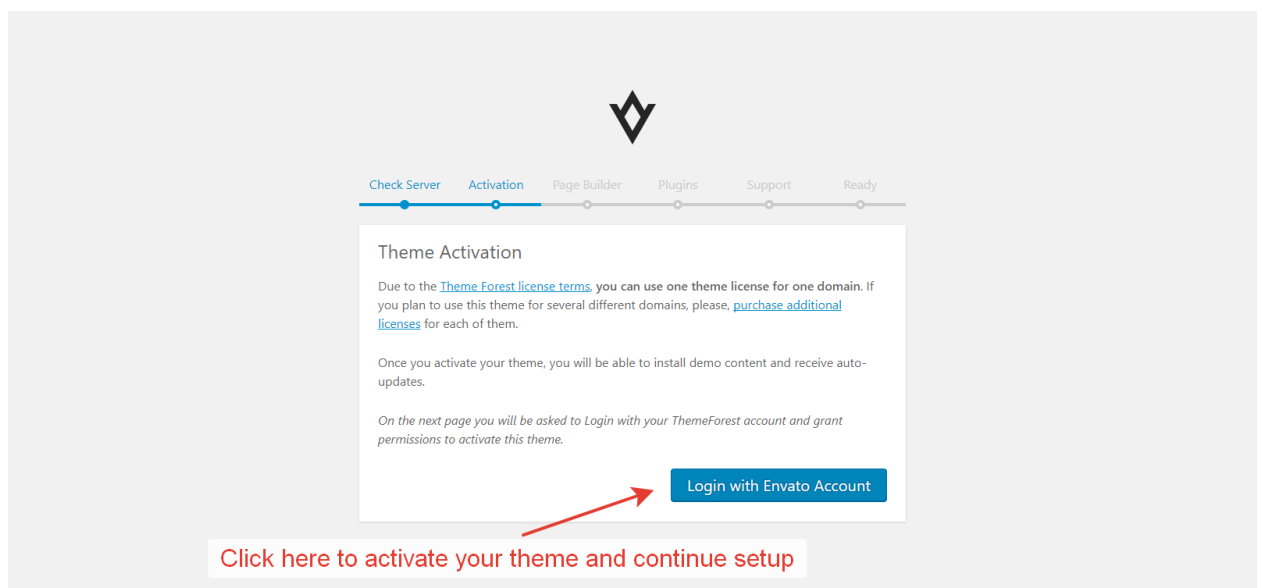 Check Server Activation Page Builder Plugins Support Ready
Theme Activation
Due to the Theme Forest license terms, you can use one theme license for one domain. If
you plan to use this theme for several different domains, please, purchase additional
licenses for each of them.
Once you activate your theme, you will be able to install demo content and receive auto-
updates.
On the next page you will be asked to Login with your ThemeForest account and grant
permissions to activate this theme.
Login with Envato Account
Click here to activate your theme and continue setup